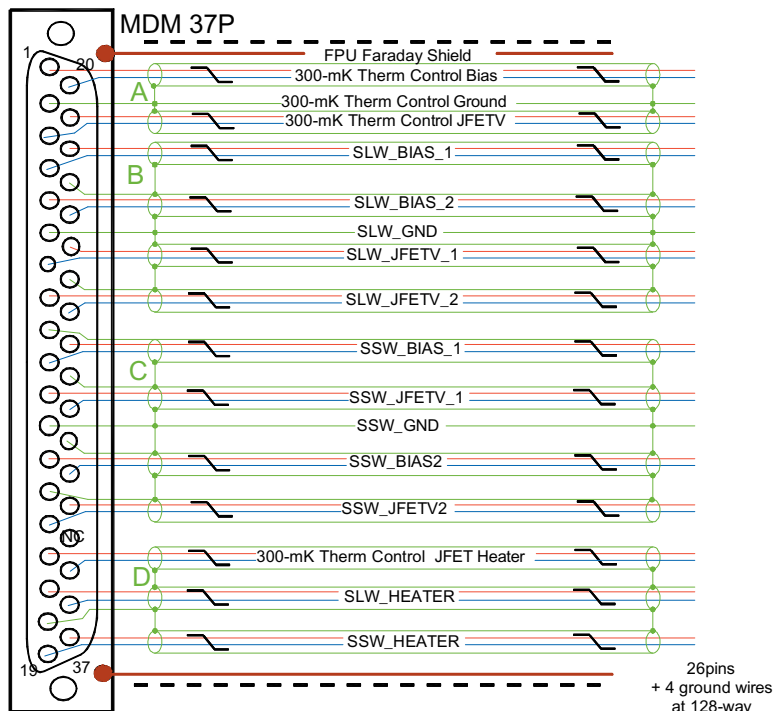 MDM 37P
1
20
FPU Faraday Shield
300-mK Therm Control Bias
A
300-mK Therm Control Ground
300-mK Therm Control JFETV
SLW_BIAS_1
B
SLW_BIAS_2
SLW_GND
SLW_JFETV_1
SLW_JFETV_2
SSW_BIAS_1
C
SSW_JFETV_1
SSW_GND
SSW_BIAS2
SSW_JFETV2
NC
300-mK Therm Control JFET Heater
D
SLW_HEATER
SSW_HEATER
19
37
26pins
+ 4 ground wires
at 128-way